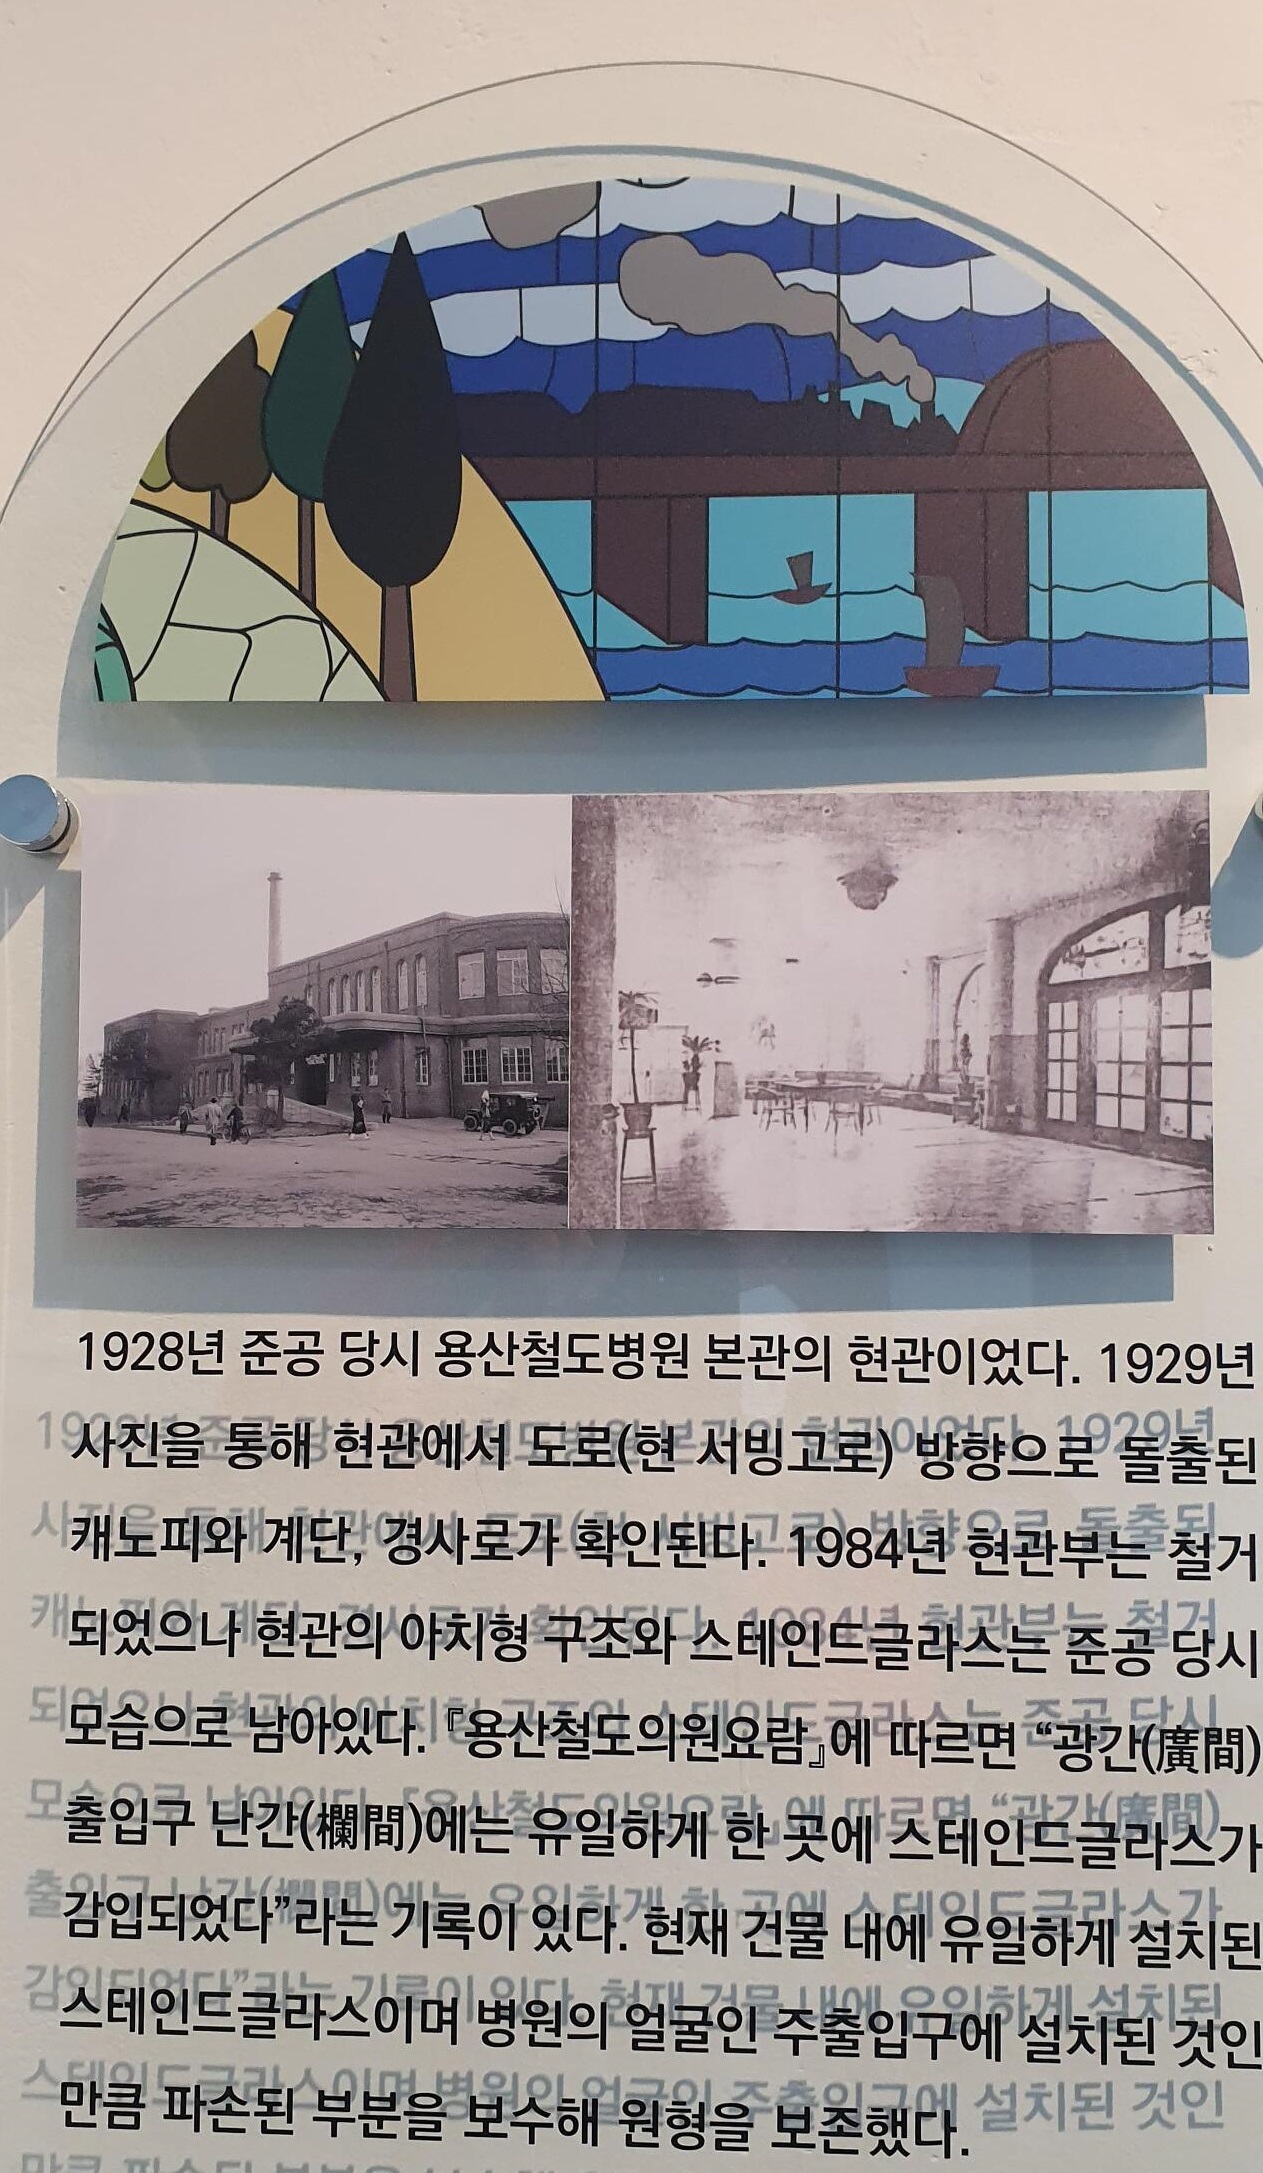 1928년 준공 당시 용산철도병원 본관의 현관이었다. 1929년
사진을 통해 현관에서 도로(현 서빙고로) 방향으로 돌출된
캐노피와 계단, 경사로가 확인된다. 1984년 현관부는 철거
되었으나 현관의 아치형 구조와 스테인드글라스는 준공 당시
모습으로 남아있다. 『용산철도의원요람』에 따르면 “광간(廣間)
출입구 난간(欄間)에는 유일하게 한 곳에 스테인드글라스가
감입되었다”라는 기록이 있다. 현재 건물 내에 유일하게 설치된
스테인드글라스이며 병원의 얼굴인 주출입구에 설치된 것인
만큼 파손된 부분을 보수해 원형을 보존했다.